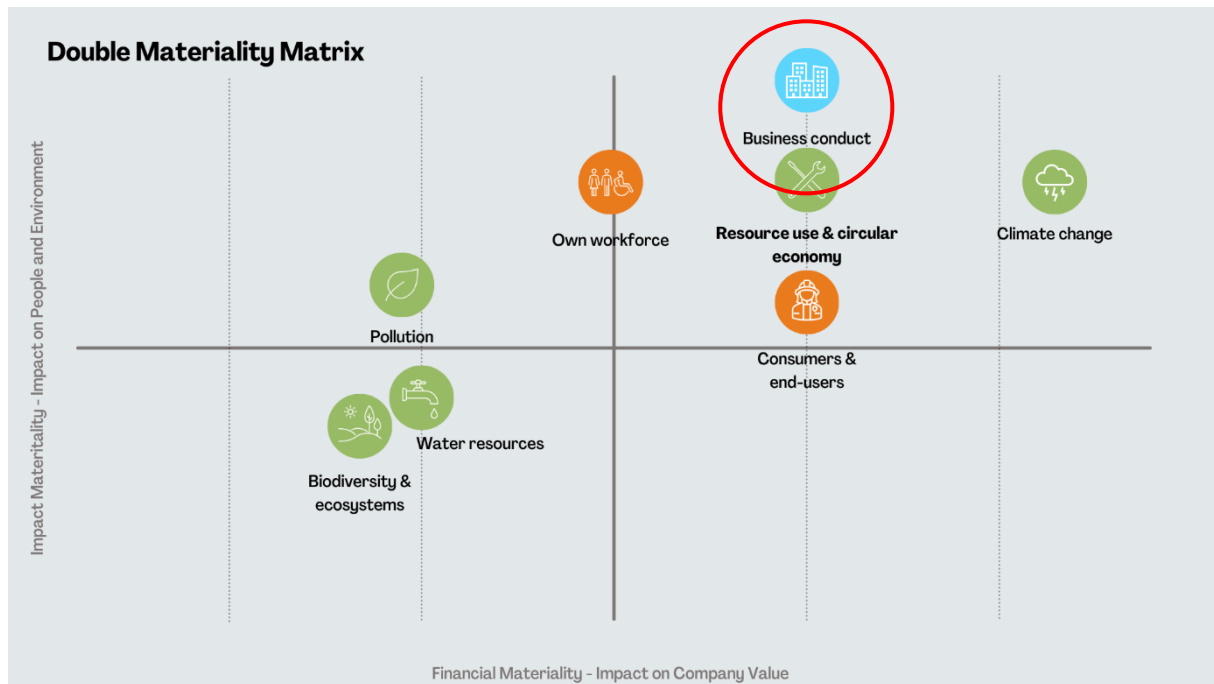 Double Materiality Matrix
Impact Materitality - Impact on People and Environment
Business conduct
Own workforce
Resource use & circular
economy
Climate change
Pollution
Consumers &
end-users
Water resources
Biodiversity &
ecosystems
Financial Materiality - Impact on Company Value